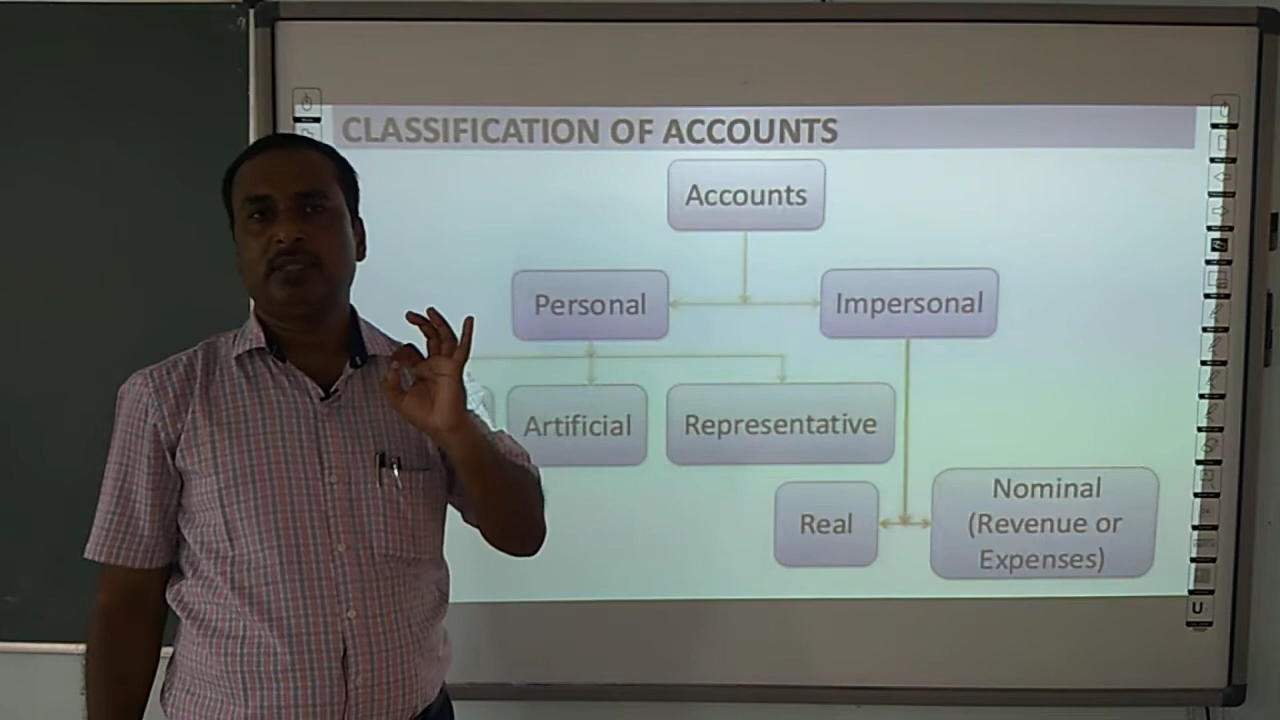 CLASSIFICATION OF ACCOUNTS
Accounts
Personal
Impersonal
Artificial
Representative
Real
Nominal
(Revenue or
Expenses)
U